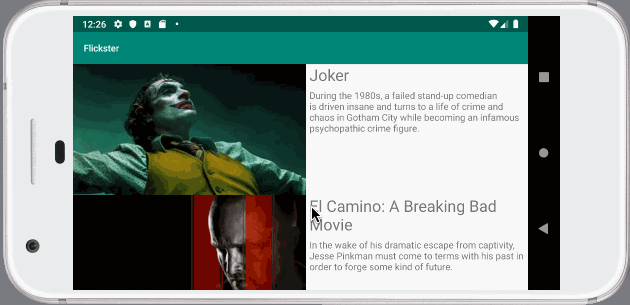 12:26
Flickster
Joker
During the 1980s, a failed stand-up comedian
is driven insane and turns to a life of crime and
chaos in Gotham City while becoming an infamous
psychopathic crime figure.
El Camino: A Breaking Bad
Movie
In the wake of his dramatic escape from captivity,
Jesse Pinkman must come to terms with his past in
order to forge some kind of future.